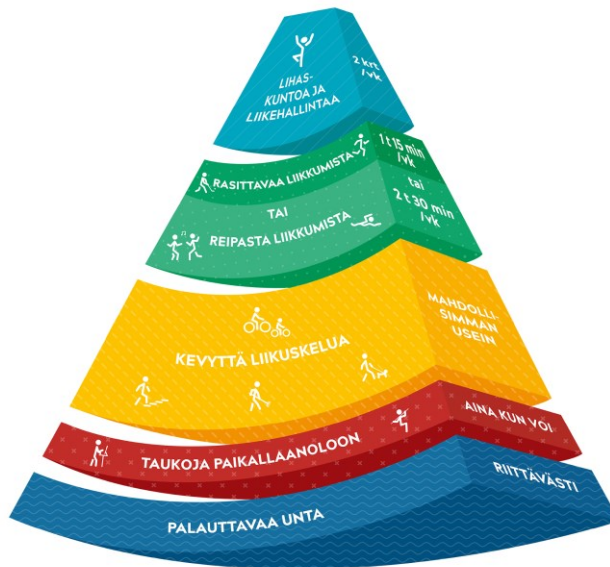 LIHAS-
KUNTOA JA
LIIKEHALLINTAA
2 krt
/vk
RASITTAVAA LIIKKUMISTA
1 t 15 min
/vk
TAI
REIPASTA LIIKKUMISTA
tai
2 t 30 min
/vk
KEVYTTÄ LIIKUSKELUA
MAHDOLLI-
SIMMAN
USEIN
TAUKOJA PAIKALLAANOLOON
AINA KUN VOI
PALAUTTAVAA UNTA
RIITTÄVÄSTI